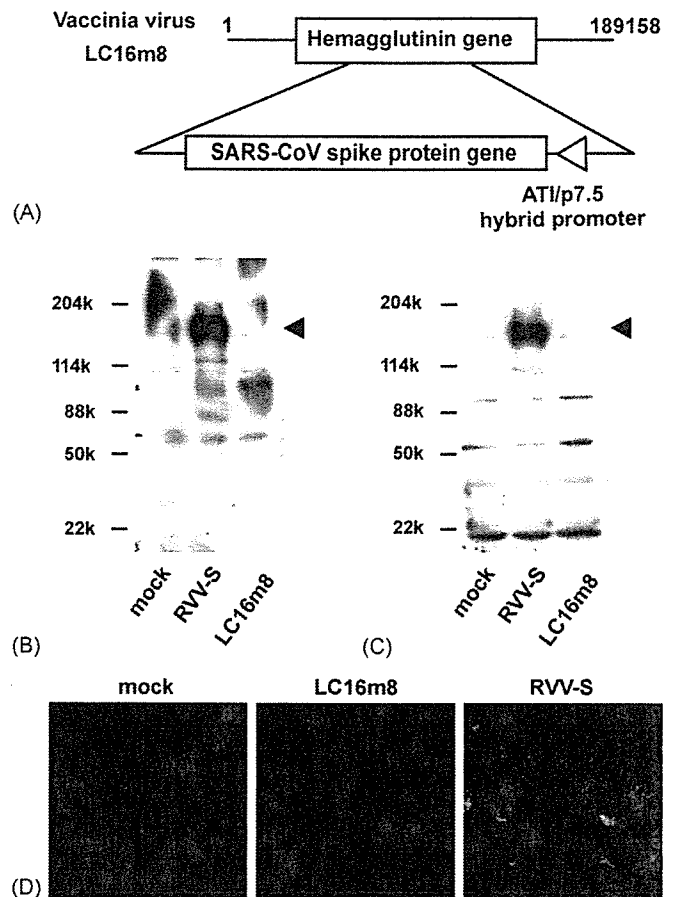 Vaccinia virus
LC16m8
1
Hemagglutinin gene
189158
SARS-CoV spike protein gene
ATI/p7.5
hybrid promoter
(A)
204k
114k
88k
50k
22k
mock
RVV-S
LC16m8
(B)
204k
114k
88k
50k
22k
mock
RVV-S
LC16m8
(C)
mock
LC16m8
RVV-S
(D)